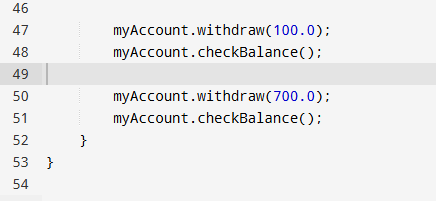 46
47 myAccount.withdraw(100.0);
48 myAccount.checkBalance();
49
50 myAccount.withdraw(700.0);
51 myAccount.checkBalance();
52 }
53 }
54